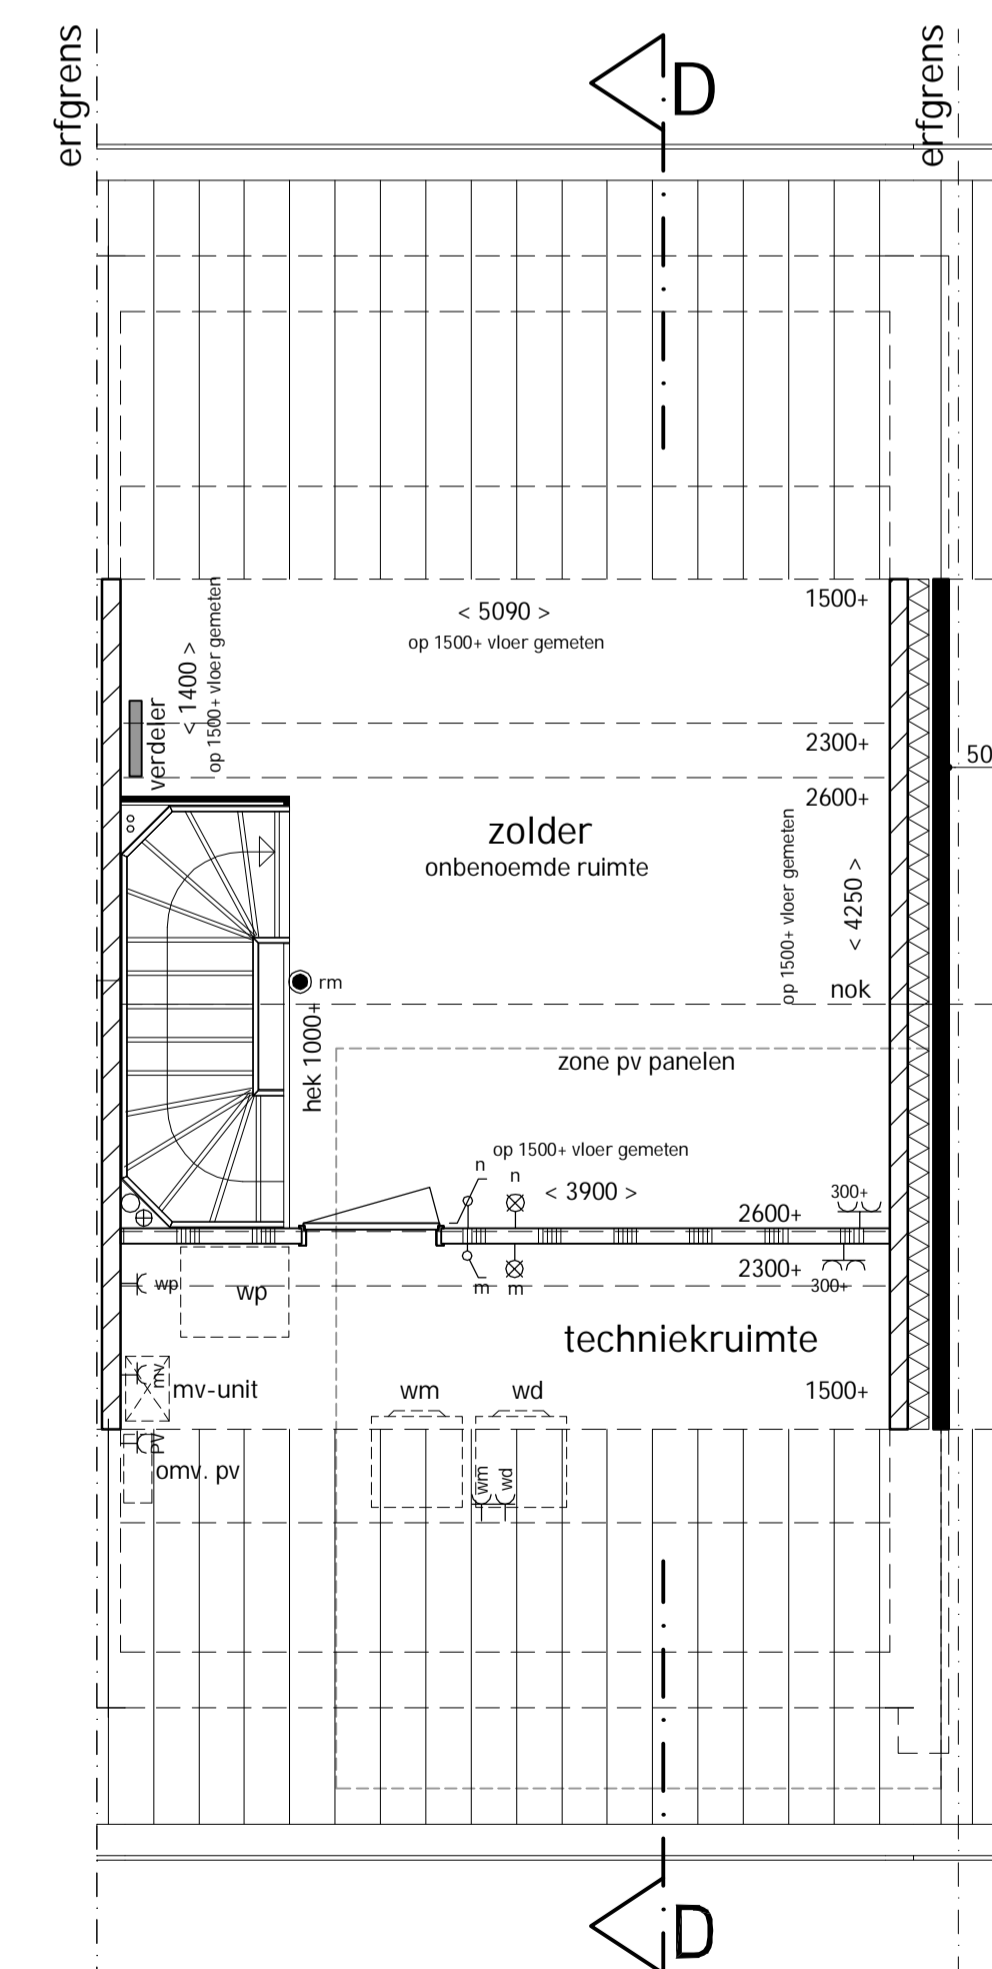 erfgrens
erfgrens
D
1500+
< 5090 >
op 1500+ vloer gemeten
< 1400 >
op 1500+ vloer gemeten
verdeler
2300+
50
2600+
zolder
onbenoemde ruimte
op 1500+ vloer gemeten
< 4250 >
rm
nok
hek 1000+
zone pv panelen
op 1500+ vloer gemeten
n
n
< 3900 >
300+
2600+
2300+
300+
wp
wp
m
m
techniekruimte
mv
mv-unit
wm
wd
1500+
pv
omv. pv
wm
wd
D